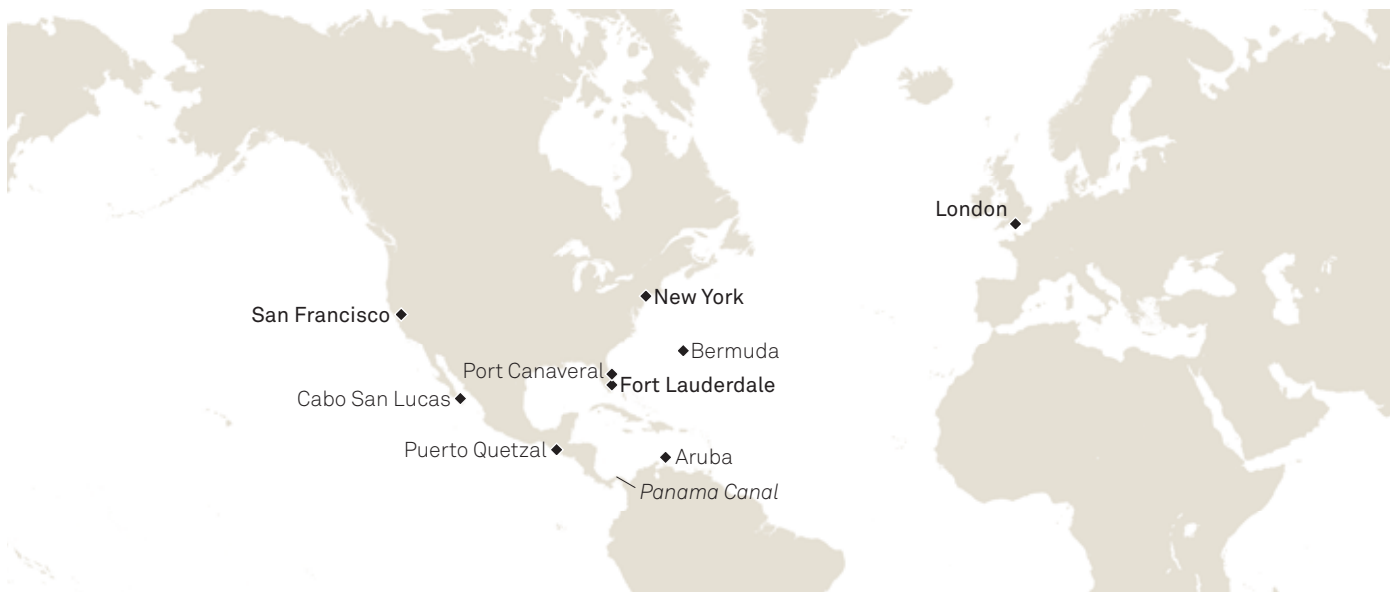 London
New York
San Francisco
Bermuda
Port Canaveral
Fort Lauderdale
Cabo San Lucas
Puerto Quetzal
Aruba
Panama Canal